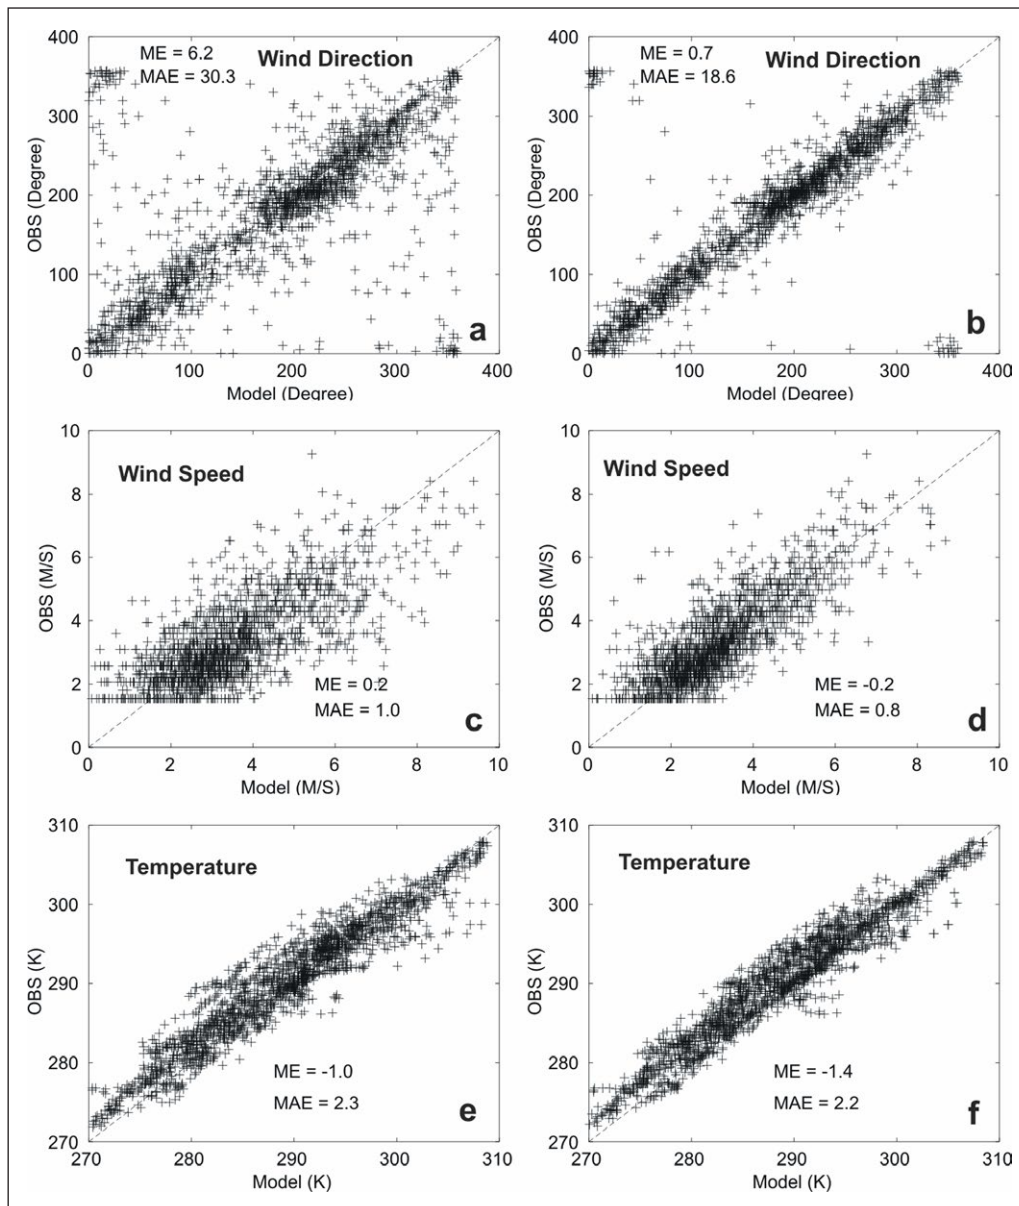 ME = 6.2
MAE = 30.3
Wind Direction
OBS (Degree)
400
300
200
100
0
a
0 100 200 300 400
Model (Degree)
ME = 0.7
MAE = 18.6
Wind Direction
OBS (Degree)
400
300
200
100
0
b
0 100 200 300 400
Model (Degree)
Wind Speed
OBS (M/S)
10
8
6
4
2
0
ME = 0.2
MAE = 1.0
c
0 2 4 6 8 10
Model (M/S)
Wind Speed
OBS (M/S)
10
8
6
4
2
0
ME = -0.2
MAE = 0.8
d
0 2 4 6 8 10
Model (M/S)
Temperature
OBS (K)
310
300
290
280
270
ME = -1.0
MAE = 2.3
e
270 280 290 300 310
Model (K)
Temperature
OBS (K)
310
300
290
280
270
ME = -1.4
MAE = 2.2
f
270 280 290 300 310
Model (K)